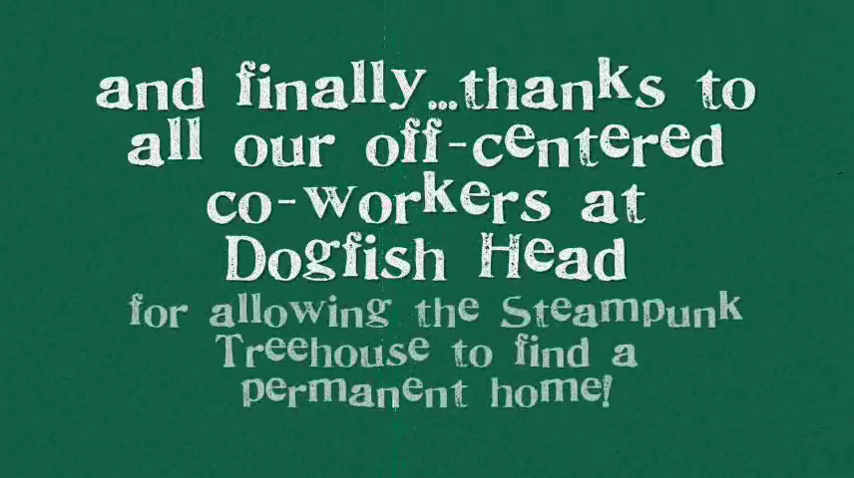 and finally...thanks to
all our off-centered
co-workers at
Dogfish Head
for allowing the Steampunk
Treehouse to find a
permanent home!